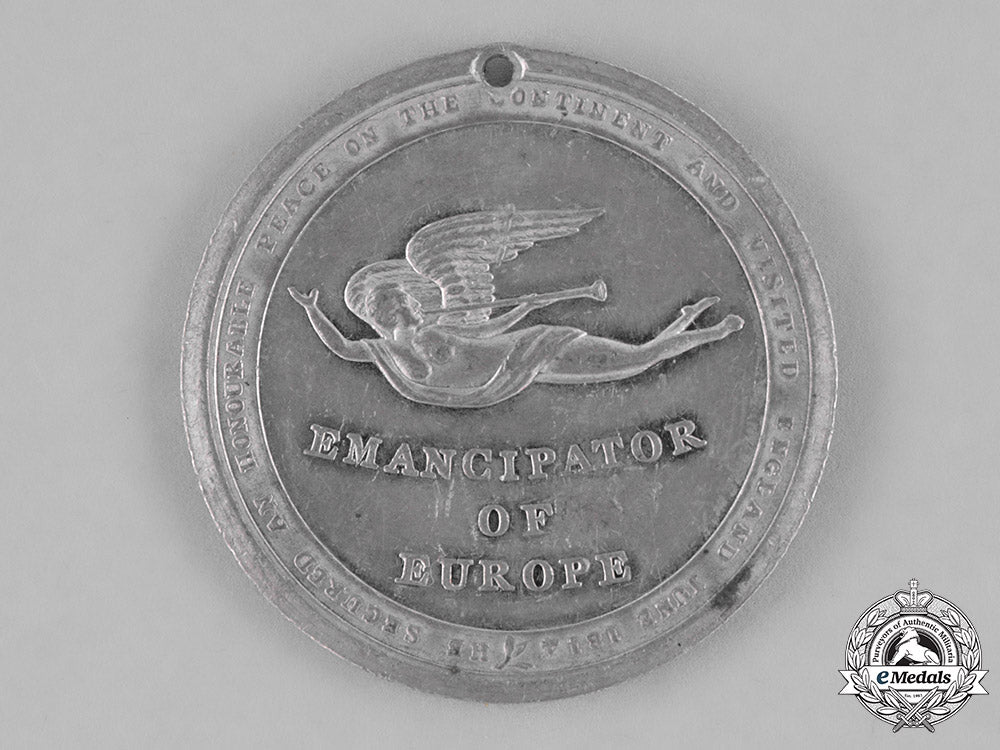 HE SECURED AN HONOURABLE PEACE ON THE CONTINENT AND VISITED ENGLAND JUNE 1814
EMANCIPATOR
OF
EUROPE
Purveyors of Authentic Militaria
eMedals